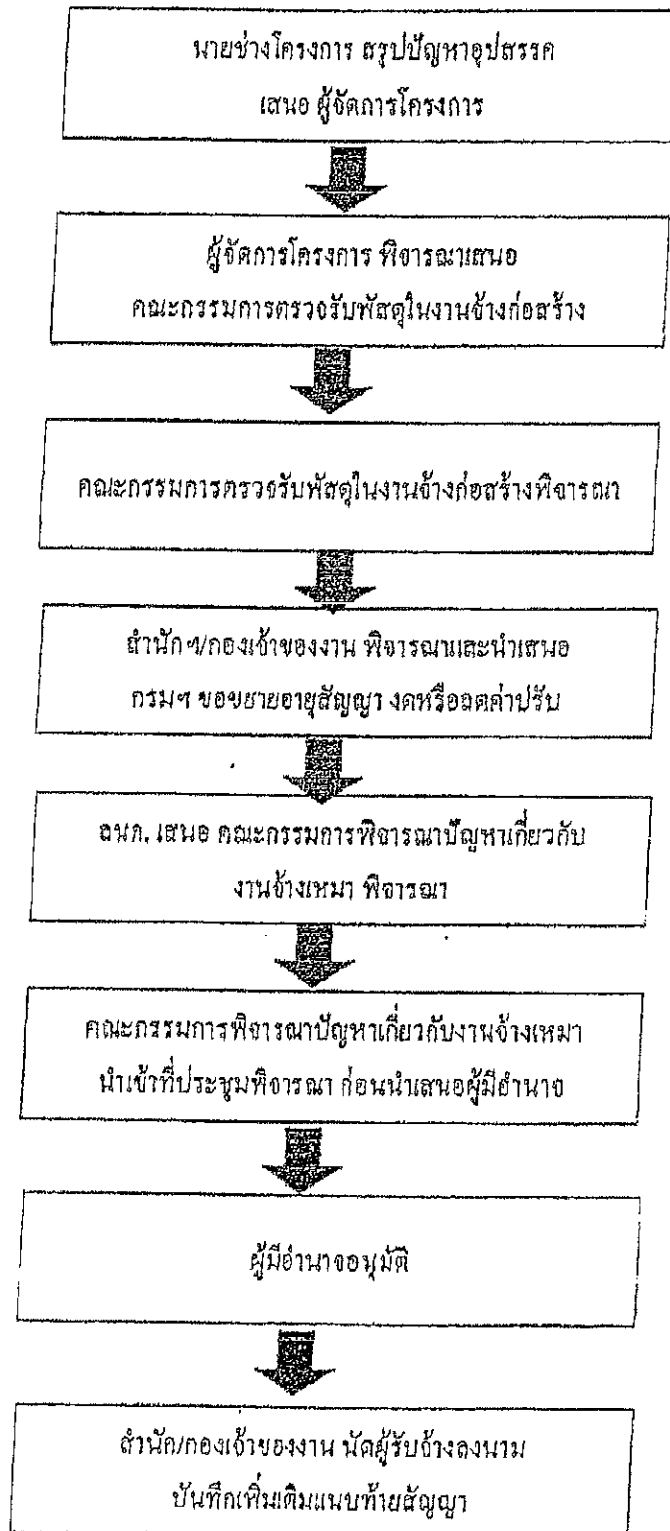 นายช่างโครงการ สรุปปัญหาอุปสรรค
เสนอ ผู้จัดการโครงการ
ผู้จัดการโครงการ พิจารณาเสนอ
คณะกรรมการตรวจรับพัสดุในงานจ้างก่อสร้าง
คณะกรรมการตรวจรับพัสดุในงานจ้างก่อสร้างพิจารณา
สำนักฯ/กองเจ้าของงาน พิจารณาและนำเสนอ
กรมฯ ขอขยายอายุสัญญา งดหรือลดค่าปรับ
เสนอ คณะกรรมการพิจารณาปัญหาเกี่ยวกับ
งานจ้างเหมา พิจารณา
คณะกรรมการพิจารณาปัญหาเกี่ยวกับงานจ้างเหมา
นำเข้าที่ประชุมพิจารณา ก่อนนำเสนอผู้มีอำนาจ
ผู้มีอำนาจอนุมัติ
สำนัก/กองเจ้าของงาน นัดผู้รับจ้างลงนาม
บันทึกเพิ่มเติมแนบท้ายสัญญา